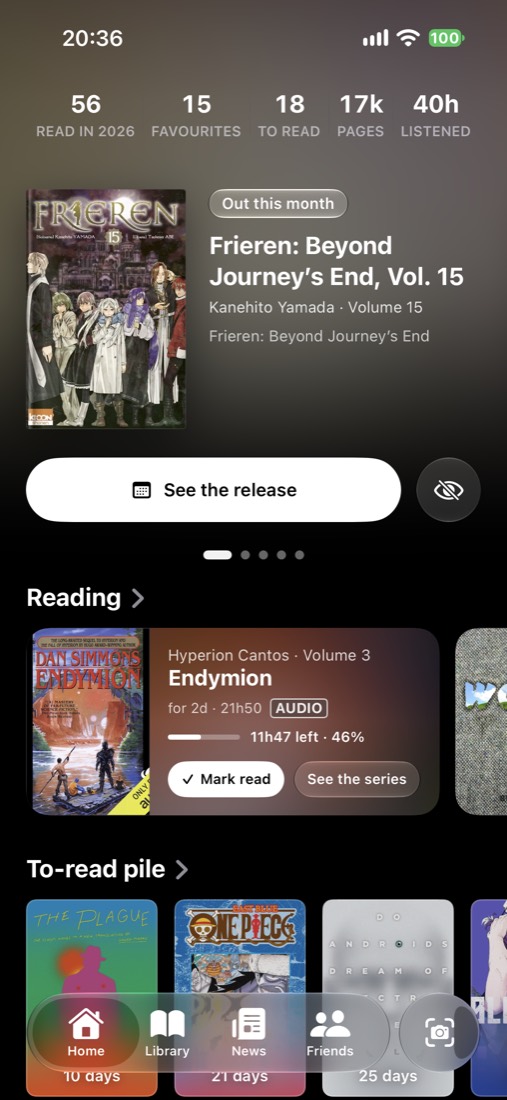 20:36
100
56
15
18
17k
40h
READ IN 2026
FAVOURITES
TO READ
PAGES
LISTENED
FRIEREN
15
Out this month
Frieren: Beyond
Journey’s End, Vol. 15
Kanehito Yamada · Volume 15
Frieren: Beyond Journey’s End
See the release
Reading
DAN SIMMONS
ENDYMION
Hyperion Cantos · Volume 3
Endymion
for 2d · 21h50 AUDIO
11h47 left · 46%
✓ Mark read
See the series
To-read pile
THE PLAGUE
ONE PIECE
DO
ANDROIDS
DREAM OF
Home
Library
News
Friends
10 days
21 days
25 days